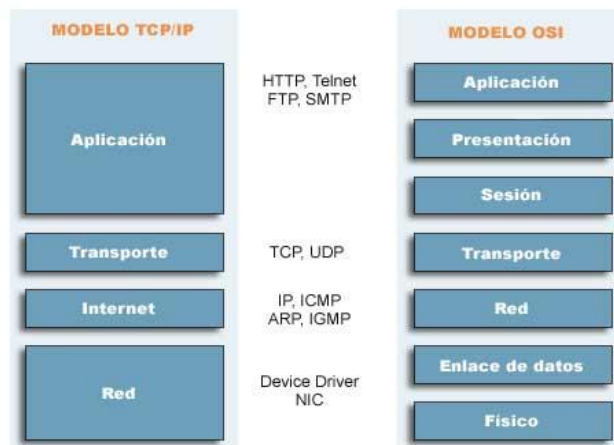 MODELO TCP/IP
Aplicación
Transporte
Internet
Red
HTTP, Telnet
FTP, SMTP
TCP, UDP
IP, ICMP
ARP, IGMP
Device Driver
NIC
MODELO OSI
Aplicación
Presentación
Sesión
Transporte
Red
Enlace de datos
Físico